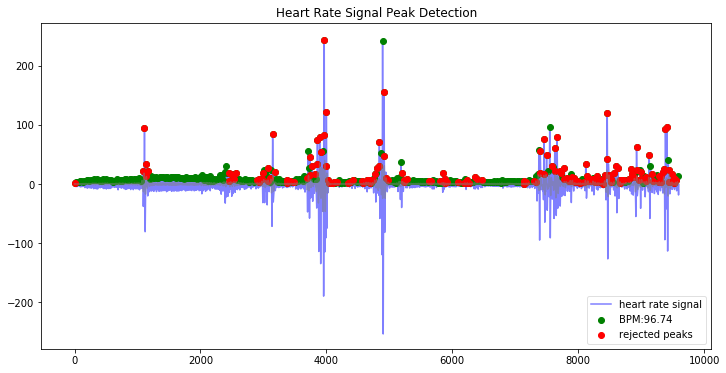 Heart Rate Signal Peak Detection
200
100
0
−100
−200
0
2000
4000
6000
8000
10000
heart rate signal
BPM:96.74
rejected peaks